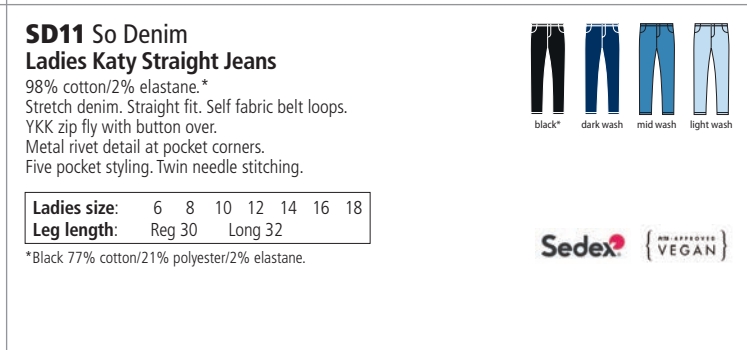 SD11 So Denim
Ladies Katy Straight Jeans
98% cotton/2% elastane.*
Stretch denim. Straight fit. Self fabric belt loops.
YKK zip fly with button over.
Metal rivet detail at pocket corners.
Five pocket styling. Twin needle stitching.
Ladies size: 6 8 10 12 14 16 18
Leg length: Reg 30 Long 32
*Black 77% cotton/21% polyester/2% elastane.
black* dark wash mid wash light wash
Sedex
APPROVED
VEGAN